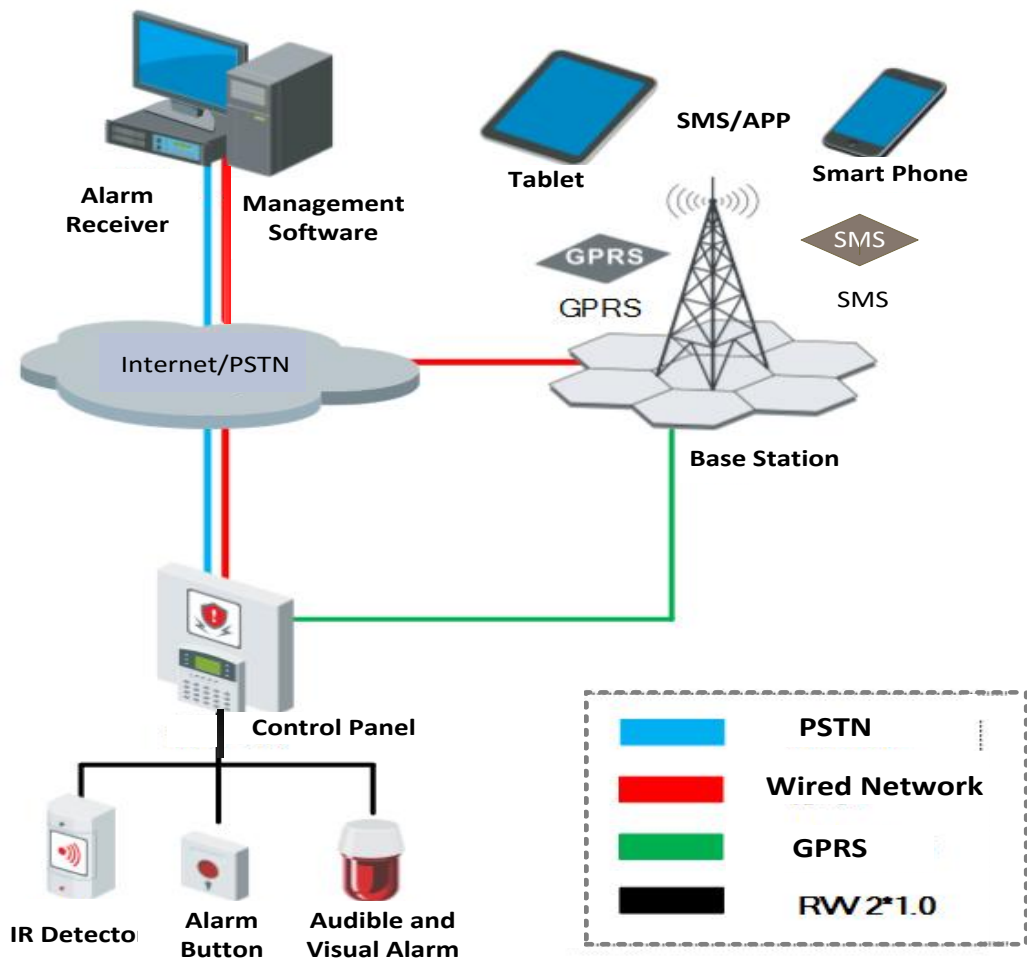 SMS/APP
Tablet
Smart Phone
Alarm
Receiver
Management
Software
GPRS
GPRS
SMS
SMS
Internet/PSTN
Base Station
Control Panel
PSTN
Wired Network
GPRS
RVV 2*1.0
IR Detector
Alarm
Button
Audible and
Visual Alarm